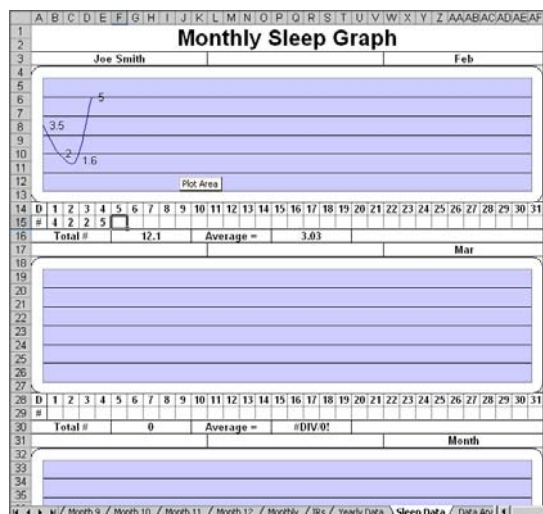 A B C D E F G H I J K L M N O P Q R S T U V W X Y Z AA AB AC AD AE AF
1
Monthly Sleep Graph
2
3 Joe Smith Feb
4
5
6 5
7
8 3.5
9
10 2
11 1.6
12 Plot Area
13
14 D 1 2 3 4 5 6 7 8 9 10 11 12 13 14 15 16 17 18 19 20 21 22 23 24 25 26 27 28 29 30 31
15 # 4 2 2 5
16 Total # 12.1 Average = 3.03
17 Mar
18
19
20
21
22
23
24
25
26
27
28 D 1 2 3 4 5 6 7 8 9 10 11 12 13 14 15 16 17 18 19 20 21 22 23 24 25 26 27 28 29 30 31
29 #
30 Total # 0 Average = #DIV/0!
31 Month
32
33
34
35
Month 9 / Month 10 / Month 11 / Month 12 / Monthly / IRs / Yearly Data \ Sleep Data / Data